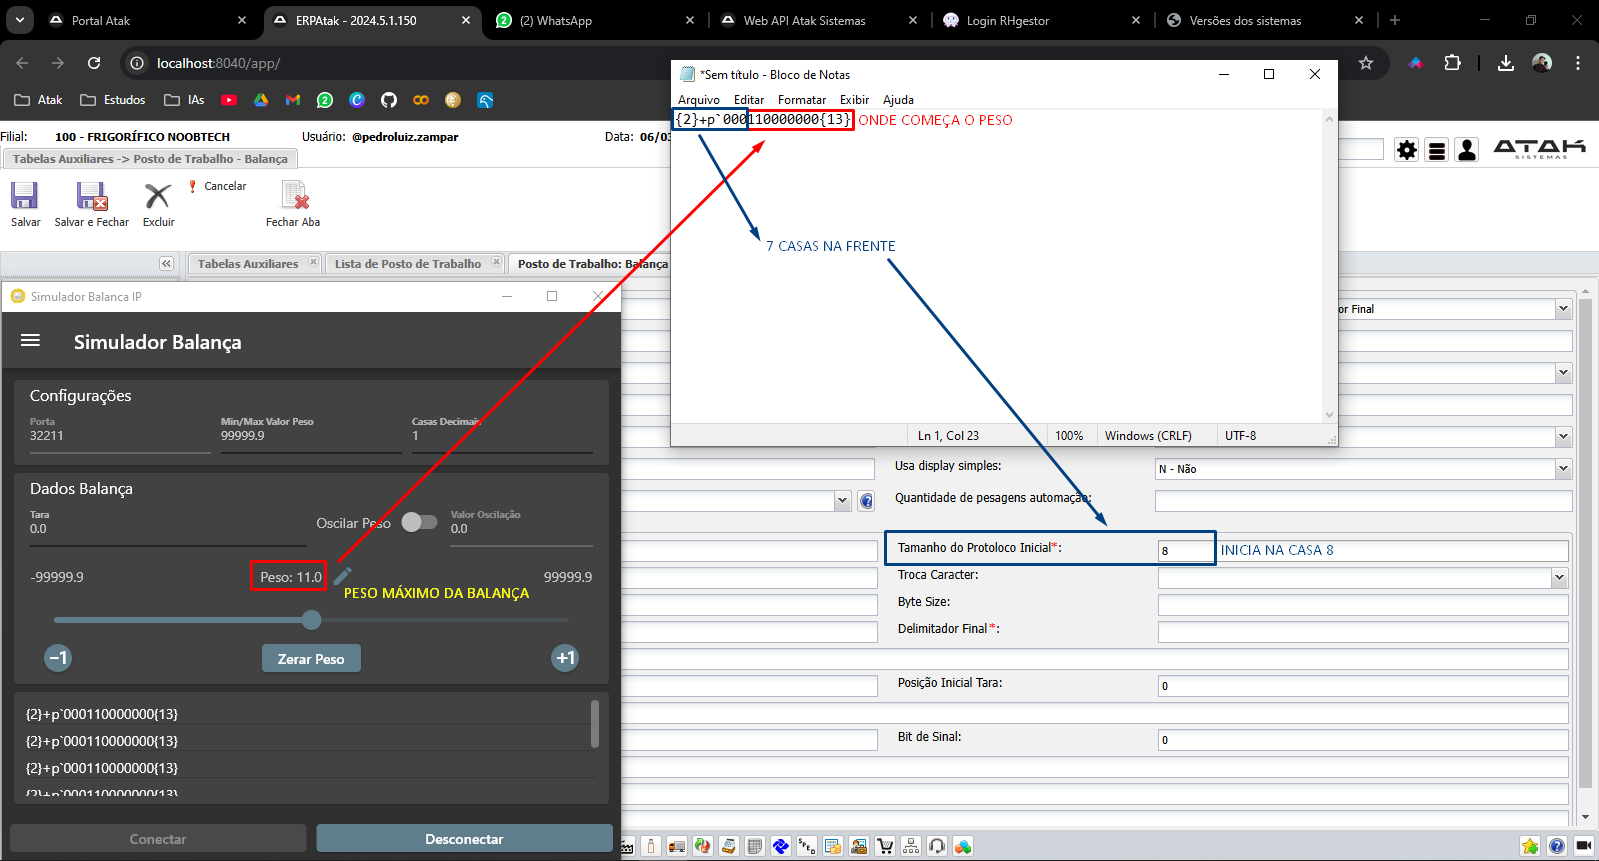 Portal Atak
ERPAtak - 2024.5.1.150
(2) WhatsApp
Web API Atak Sistemas
Login RHgestor
Versões dos sistemas
localhost:8040/app/
Atak
Estudos
IAs
*Sem título - Bloco de Notas
Arquivo Editar Formatar Exibir Ajuda
{2}+p`000110000000{13} ONDE COMEÇA O PESO
7 CASAS NA FRENTE
Ln 1, Col 23 100% Windows (CRLF) UTF-8
Filial: 100 - FRIGORÍFICO NOOBTECH Usuário: @pedroluiz.zampar Data: 06/03
ATAK
SISTEMAS
Tabelas Auxiliares -> Posto de Trabalho - Balança
Salvar
Salvar e Fechar
Excluir
Cancelar
Fechar Aba
Tabelas Auxiliares
Lista de Posto de Trabalho
Posto de Trabalho: Balança
Simulador Balanca IP
Simulador Balança
Configurações
Porta Min/Max Valor Peso Casas Decimais
32211 99999.9 1
Dados Balança
Tara
0.0
Oscilar Peso
Valor Oscilação
0.0
-99999.9 Peso: 11.0 99999.9
PESO MÁXIMO DA BALANÇA
-1 Zerar Peso +1
{2}+p`000110000000{13}
{2}+p`000110000000{13}
{2}+p`000110000000{13}
{2}+p`000110000000{13}
Conectar Desconectar
or Final
Usa display simples: N - Não
Quantidade de pesagens automação:
Tamanho do Protoloco Inicial*: 8 INICIA NA CASA 8
Troca Caracter:
Byte Size:
Delimitador Final*:
Posição Inicial Tara: 0
Bit de Sinal: 0